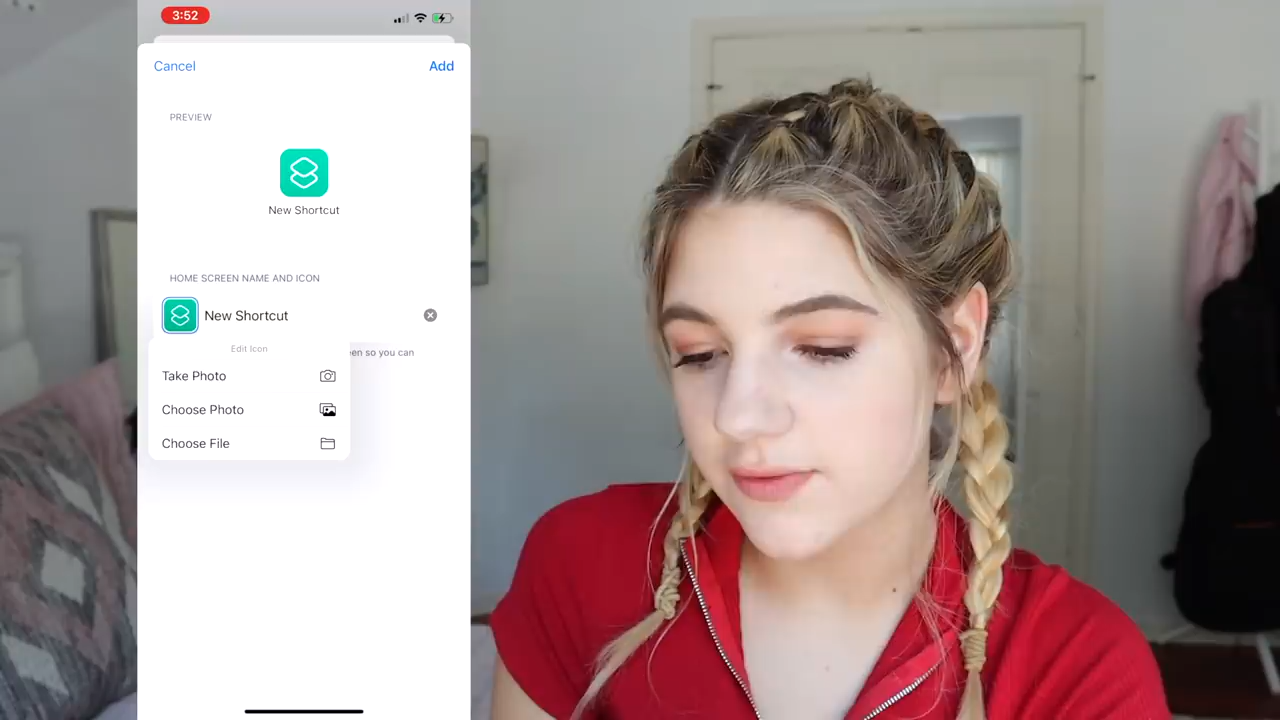 3:52
Cancel
Add
PREVIEW
New Shortcut
HOME SCREEN NAME AND ICON
New Shortcut
Edit Icon
een so you can
Take Photo
Choose Photo
Choose File